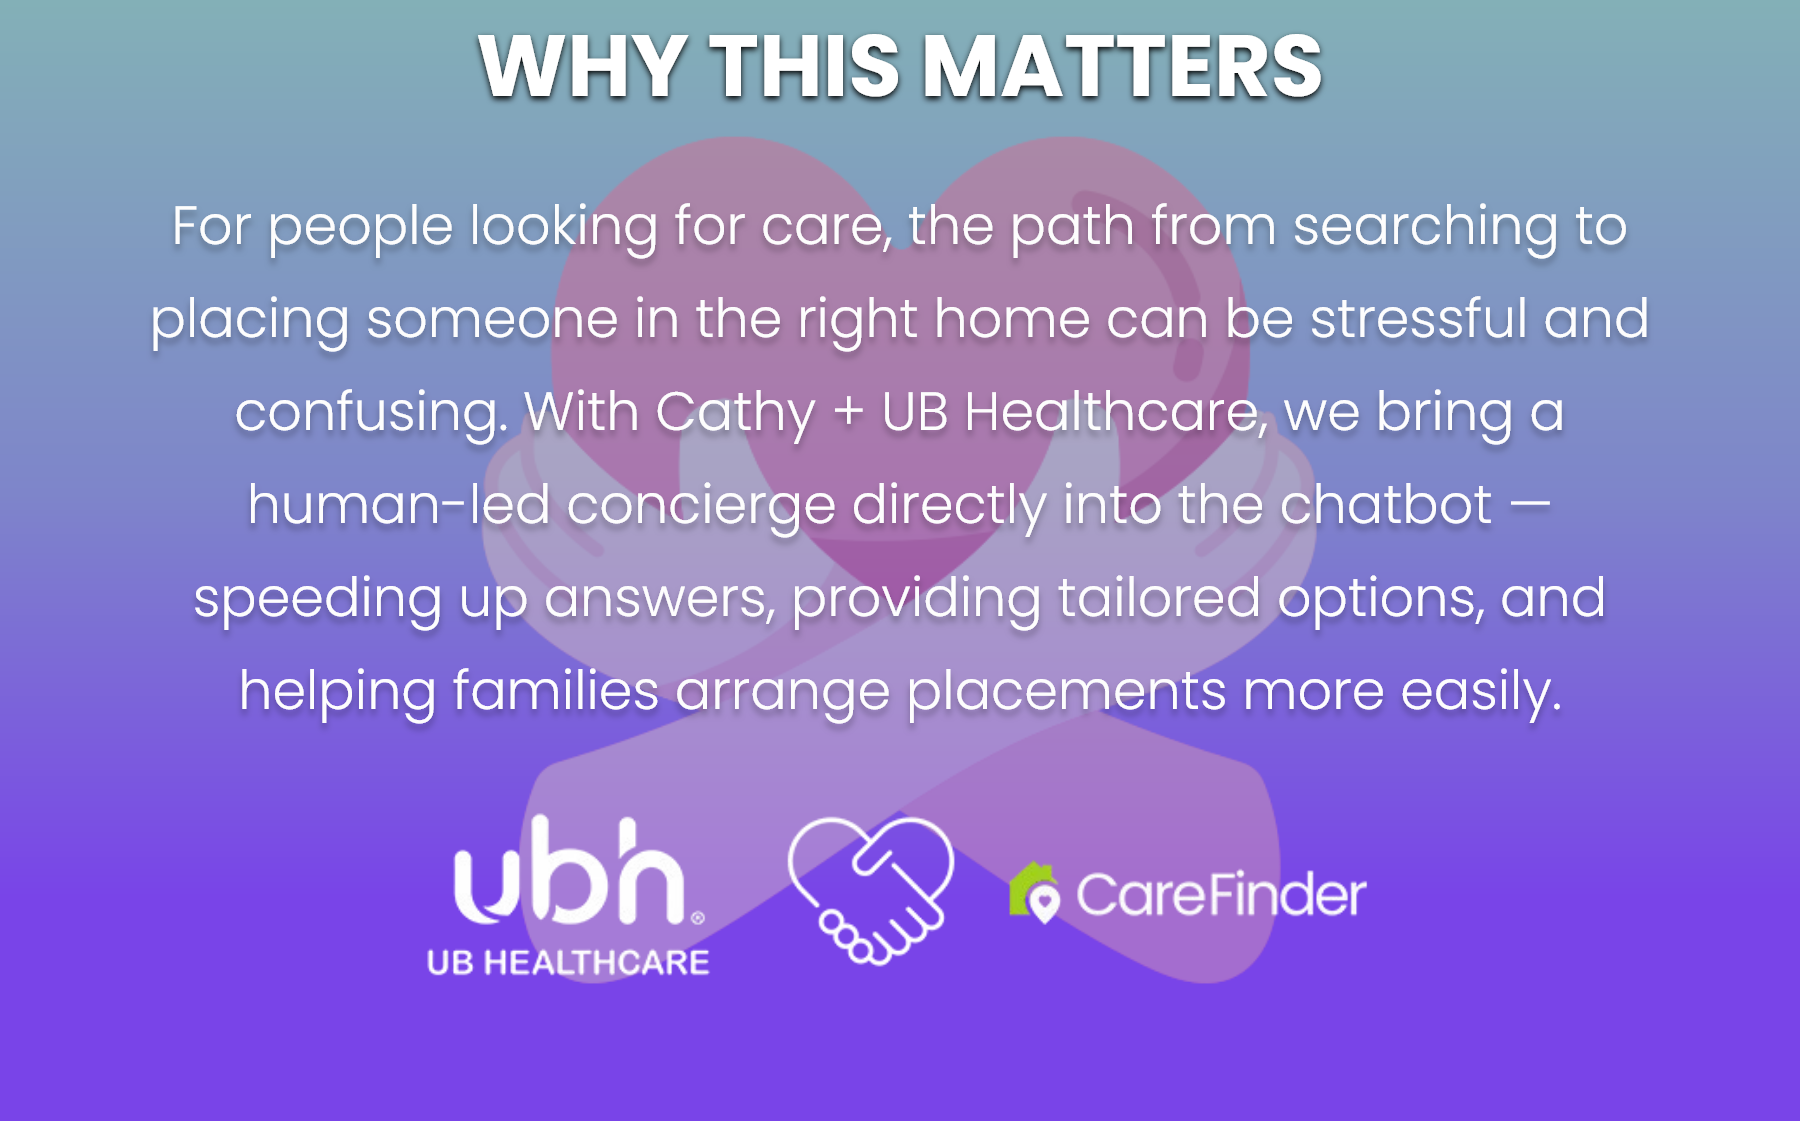 WHY THIS MATTERS
For people looking for care, the path from searching to
placing someone in the right home can be stressful and
confusing. With Cathy + UB Healthcare, we bring a
human-led concierge directly into the chatbot —
speeding up answers, providing tailored options, and
helping families arrange placements more easily.
ubh®
UB HEALTHCARE
CareFinder